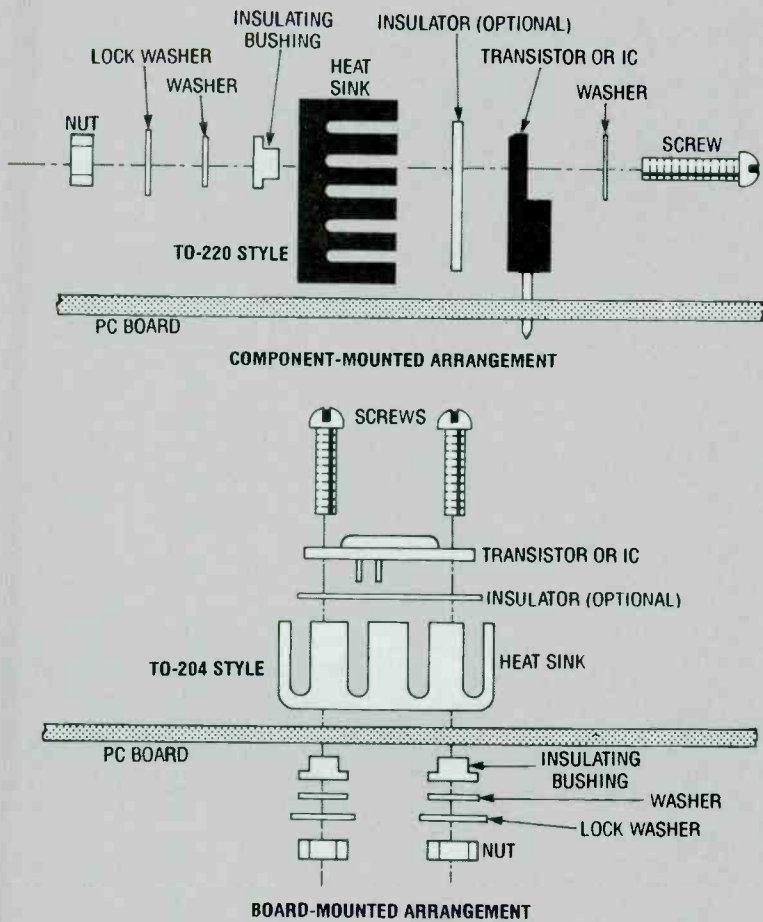 INSULATING
BUSHING
INSULATOR (OPTIONAL)
LOCK WASHER
HEAT
SINK
TRANSISTOR OR IC
WASHER
WASHER
NUT
SCREW
TO-220 STYLE
PC BOARD
COMPONENT-MOUNTED ARRANGEMENT
SCREWS
TRANSISTOR OR IC
INSULATOR (OPTIONAL)
TO-204 STYLE
HEAT SINK
PC BOARD
INSULATING
BUSHING
WASHER
LOCK WASHER
NUT
BOARD-MOUNTED ARRANGEMENT